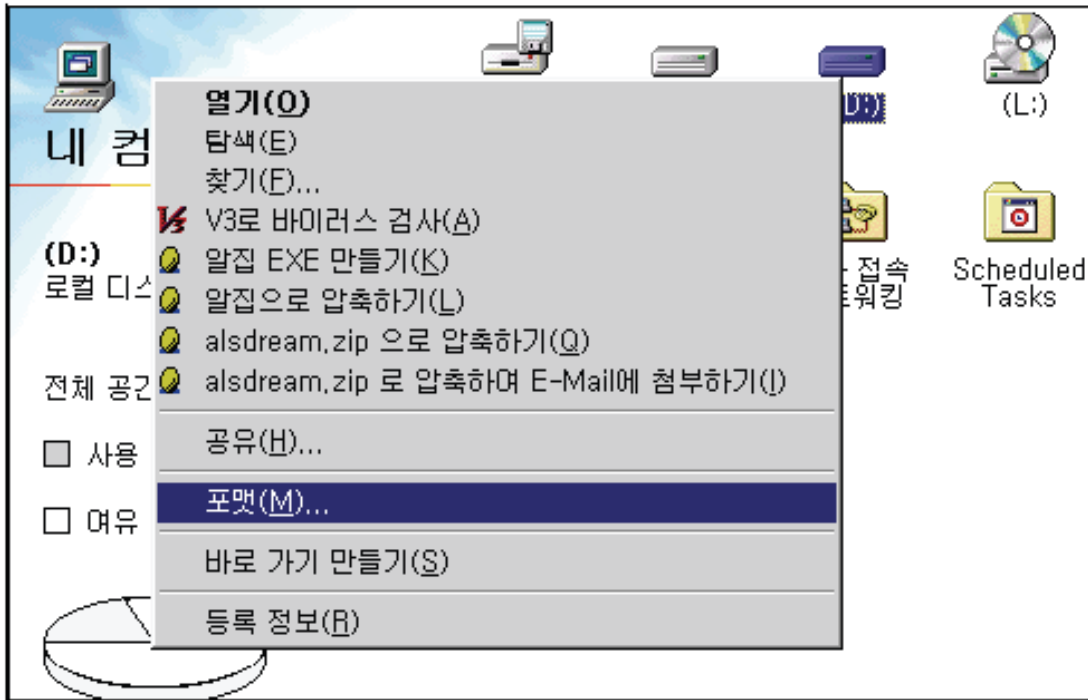 열기(O)
탐색(E)
찾기(F)...
V3로 바이러스 검사(A)
알집 EXE 만들기(K)
알집으로 압축하기(L)
alsdream.zip 으로 압축하기(Q)
alsdream.zip 로 압축하며 E-Mail에 첨부하기(I)
공유(H)...
포맷(M)...
바로 가기 만들기(S)
등록 정보(R)
내 컴
(D:)
로컬 디스
전체 공간
사용
여유
D:)
(L:)
접속
트워킹
Scheduled
Tasks